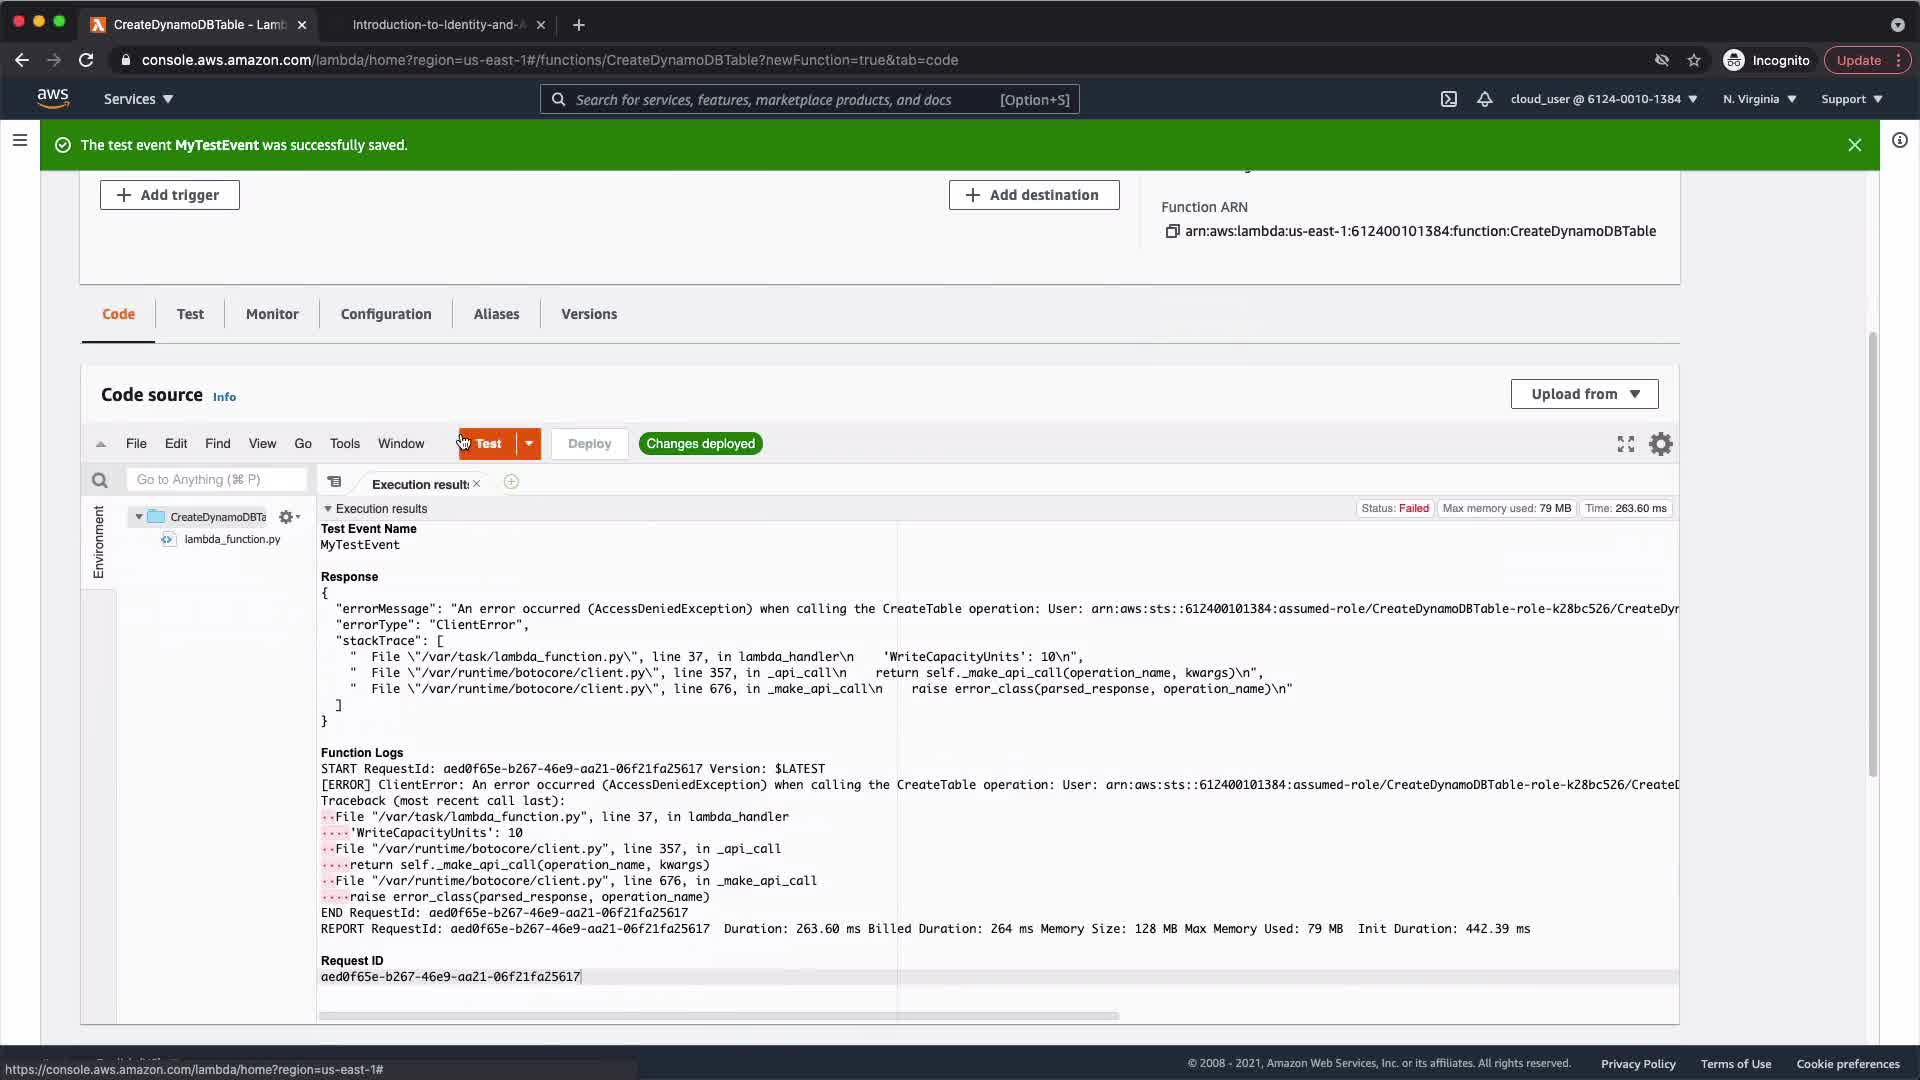 CreateDynamoDBTable - Lamb
Introduction-to-Identity-and-A
console.aws.amazon.com/lambda/home?region=us-east-1#/functions/CreateDynamoDBTable?newFunction=true&tab=code
Incognito
Update
aws
Services
Search for services, features, marketplace products, and docs
[Option+S]
cloud_user @ 6124-0010-1384
N. Virginia
Support
The test event MyTestEvent was successfully saved.
Add trigger
Add destination
Function ARN
arn:aws:lambda:us-east-1:612400101384:function:CreateDynamoDBTable
Code
Test
Monitor
Configuration
Aliases
Versions
Code source
Info
Upload from
File
Edit
Find
View
Go
Tools
Window
Test
Deploy
Changes deployed
Go to Anything (⌘ P)
Execution results
Environment
CreateDynamoDBTa
lambda_function.py
Execution results
Status: Failed
Max memory used: 79 MB
Time: 263.60 ms
Test Event Name
MyTestEvent
Response
{
"errorMessage": "An error occurred (AccessDeniedException) when calling the CreateTable operation: User: arn:aws:sts::612400101384:assumed-role/CreateDynamoDBTable-role-k28bc526/CreateDyn
"errorType": "ClientError",
"stackTrace": [
"  File \"/var/task/lambda_function.py\", line 37, in lambda_handler\n    'WriteCapacityUnits': 10\n",
"  File \"/var/runtime/botocore/client.py\", line 357, in _api_call\n    return self._make_api_call(operation_name, kwargs)\n",
"  File \"/var/runtime/botocore/client.py\", line 676, in _make_api_call\n    raise error_class(parsed_response, operation_name)\n"
]
}
Function Logs
START RequestId: aed0f65e-b267-46e9-aa21-06f21fa25617 Version: $LATEST
[ERROR] ClientError: An error occurred (AccessDeniedException) when calling the CreateTable operation: User: arn:aws:sts::612400101384:assumed-role/CreateDynamoDBTable-role-k28bc526/CreateD
Traceback (most recent call last):
··File "/var/task/lambda_function.py", line 37, in lambda_handler
····'WriteCapacityUnits': 10
··File "/var/runtime/botocore/client.py", line 357, in _api_call
····return self._make_api_call(operation_name, kwargs)
··File "/var/runtime/botocore/client.py", line 676, in _make_api_call
····raise error_class(parsed_response, operation_name)
END RequestId: aed0f65e-b267-46e9-aa21-06f21fa25617
REPORT RequestId: aed0f65e-b267-46e9-aa21-06f21fa25617  Duration: 263.60 ms Billed Duration: 264 ms Memory Size: 128 MB Max Memory Used: 79 MB  Init Duration: 442.39 ms
Request ID
aed0f65e-b267-46e9-aa21-06f21fa25617
© 2008 - 2021, Amazon Web Services, Inc. or its affiliates. All rights reserved.
Privacy Policy
Terms of Use
Cookie preferences
https://console.aws.amazon.com/lambda/home?region=us-east-1#